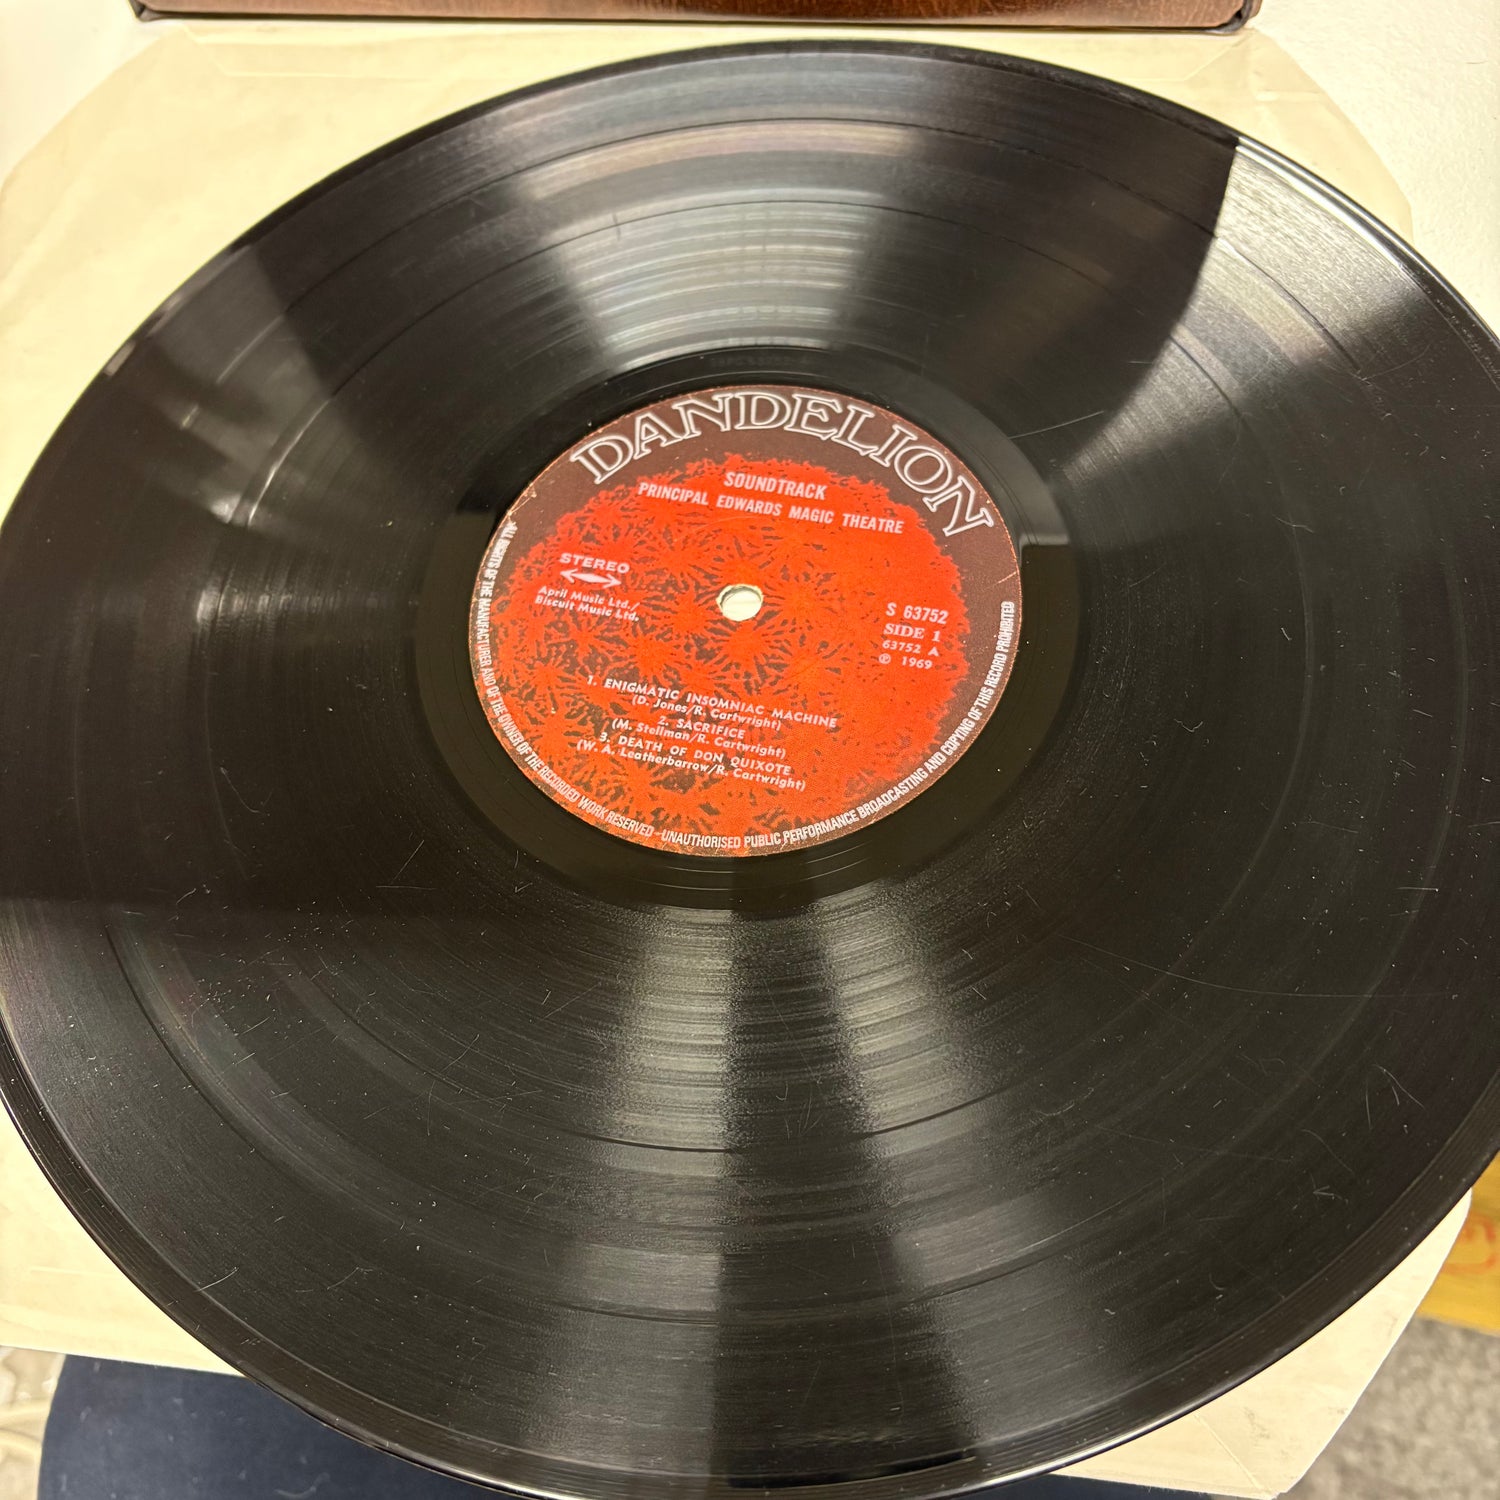 DANDELION
SOUNDTRACK
PRINCIPAL EDWARDS MAGIC THEATRE
STEREO
April Music Ltd./
Biscuit Music Ltd.
S 63752
SIDE 1
63752 A
℗ 1969
1. ENIGMATIC INSOMNIAC MACHINE
(D. Jones/R. Cartwright)
2. SACRIFICE
(M. Stellman/R. Cartwright)
3. DEATH OF DON QUIXOTE
(W. A. Leatherbarrow/R. Cartwright)
ALL RIGHTS OF THE MANUFACTURER AND OF THE OWNER OF THE RECORDED WORK RESERVED - UNAUTHORISED PUBLIC PERFORMANCE BROADCASTING AND COPYING OF THIS RECORD PROHIBITED